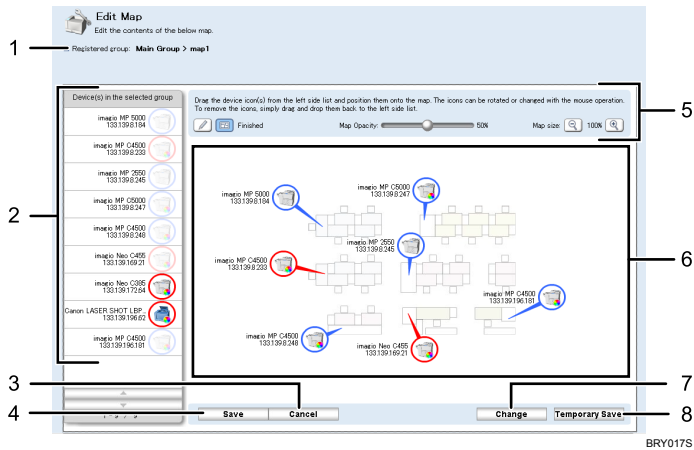 Edit Map
Edit the contents of the below map.
1
Registered group: Main Group > map1
2
Device(s) in the selected group
imagio MP 5000
133.139.8.184
imagio MP C4500
133.139.8.233
imagio MP 2550
133.139.8.245
imagio MP C5000
133.139.8.247
imagio MP C4500
133.139.8.248
imagio Neo C455
133.139.169.21
imagio Neo C385
133.139.172.64
Canon LASER SHOT LBP...
133.139.196.62
imagio MP C4500
133.139.196.181
Drag the device icon(s) from the left side list and position them onto the map. The icons can be rotated or changed with the mouse operation.
To remove the icons, simply drag and drop them back to the left side list.
Finished
Map Opacity:
50%
Map size:
100%
5
imagio MP 5000
133.139.8.184
imagio MP C5000
133.139.8.247
imagio MP 2550
133.139.8.245
imagio MP C4500
133.139.8.233
imagio MP C4500
133.139.196.181
imagio MP C4500
133.139.8.248
imagio Neo C455
133.139.169.21
6
3
7
4
Save
Cancel
Change
Temporary Save
8
BRY017S